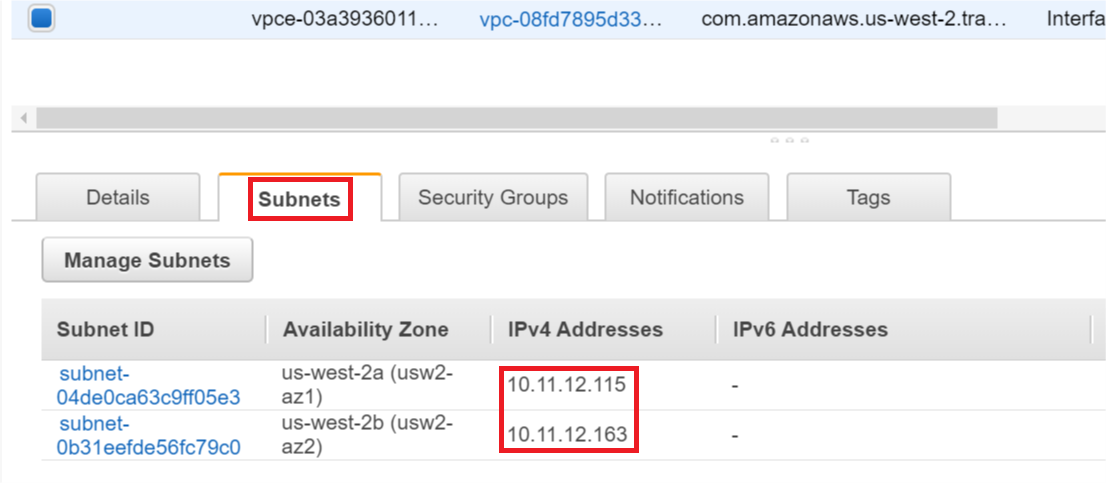 vpce-03a3936011… vpc-08fd7895d33… com.amazonaws.us-west-2.tra… Interfa
Details Subnets Security Groups Notifications Tags
Manage Subnets
Subnet ID Availability Zone IPv4 Addresses IPv6 Addresses
subnet-04de0ca63c9ff05e3 us-west-2a (usw2-az1) 10.11.12.115 -
subnet-0b31eefde56fc79c0 us-west-2b (usw2-az2) 10.11.12.163 -